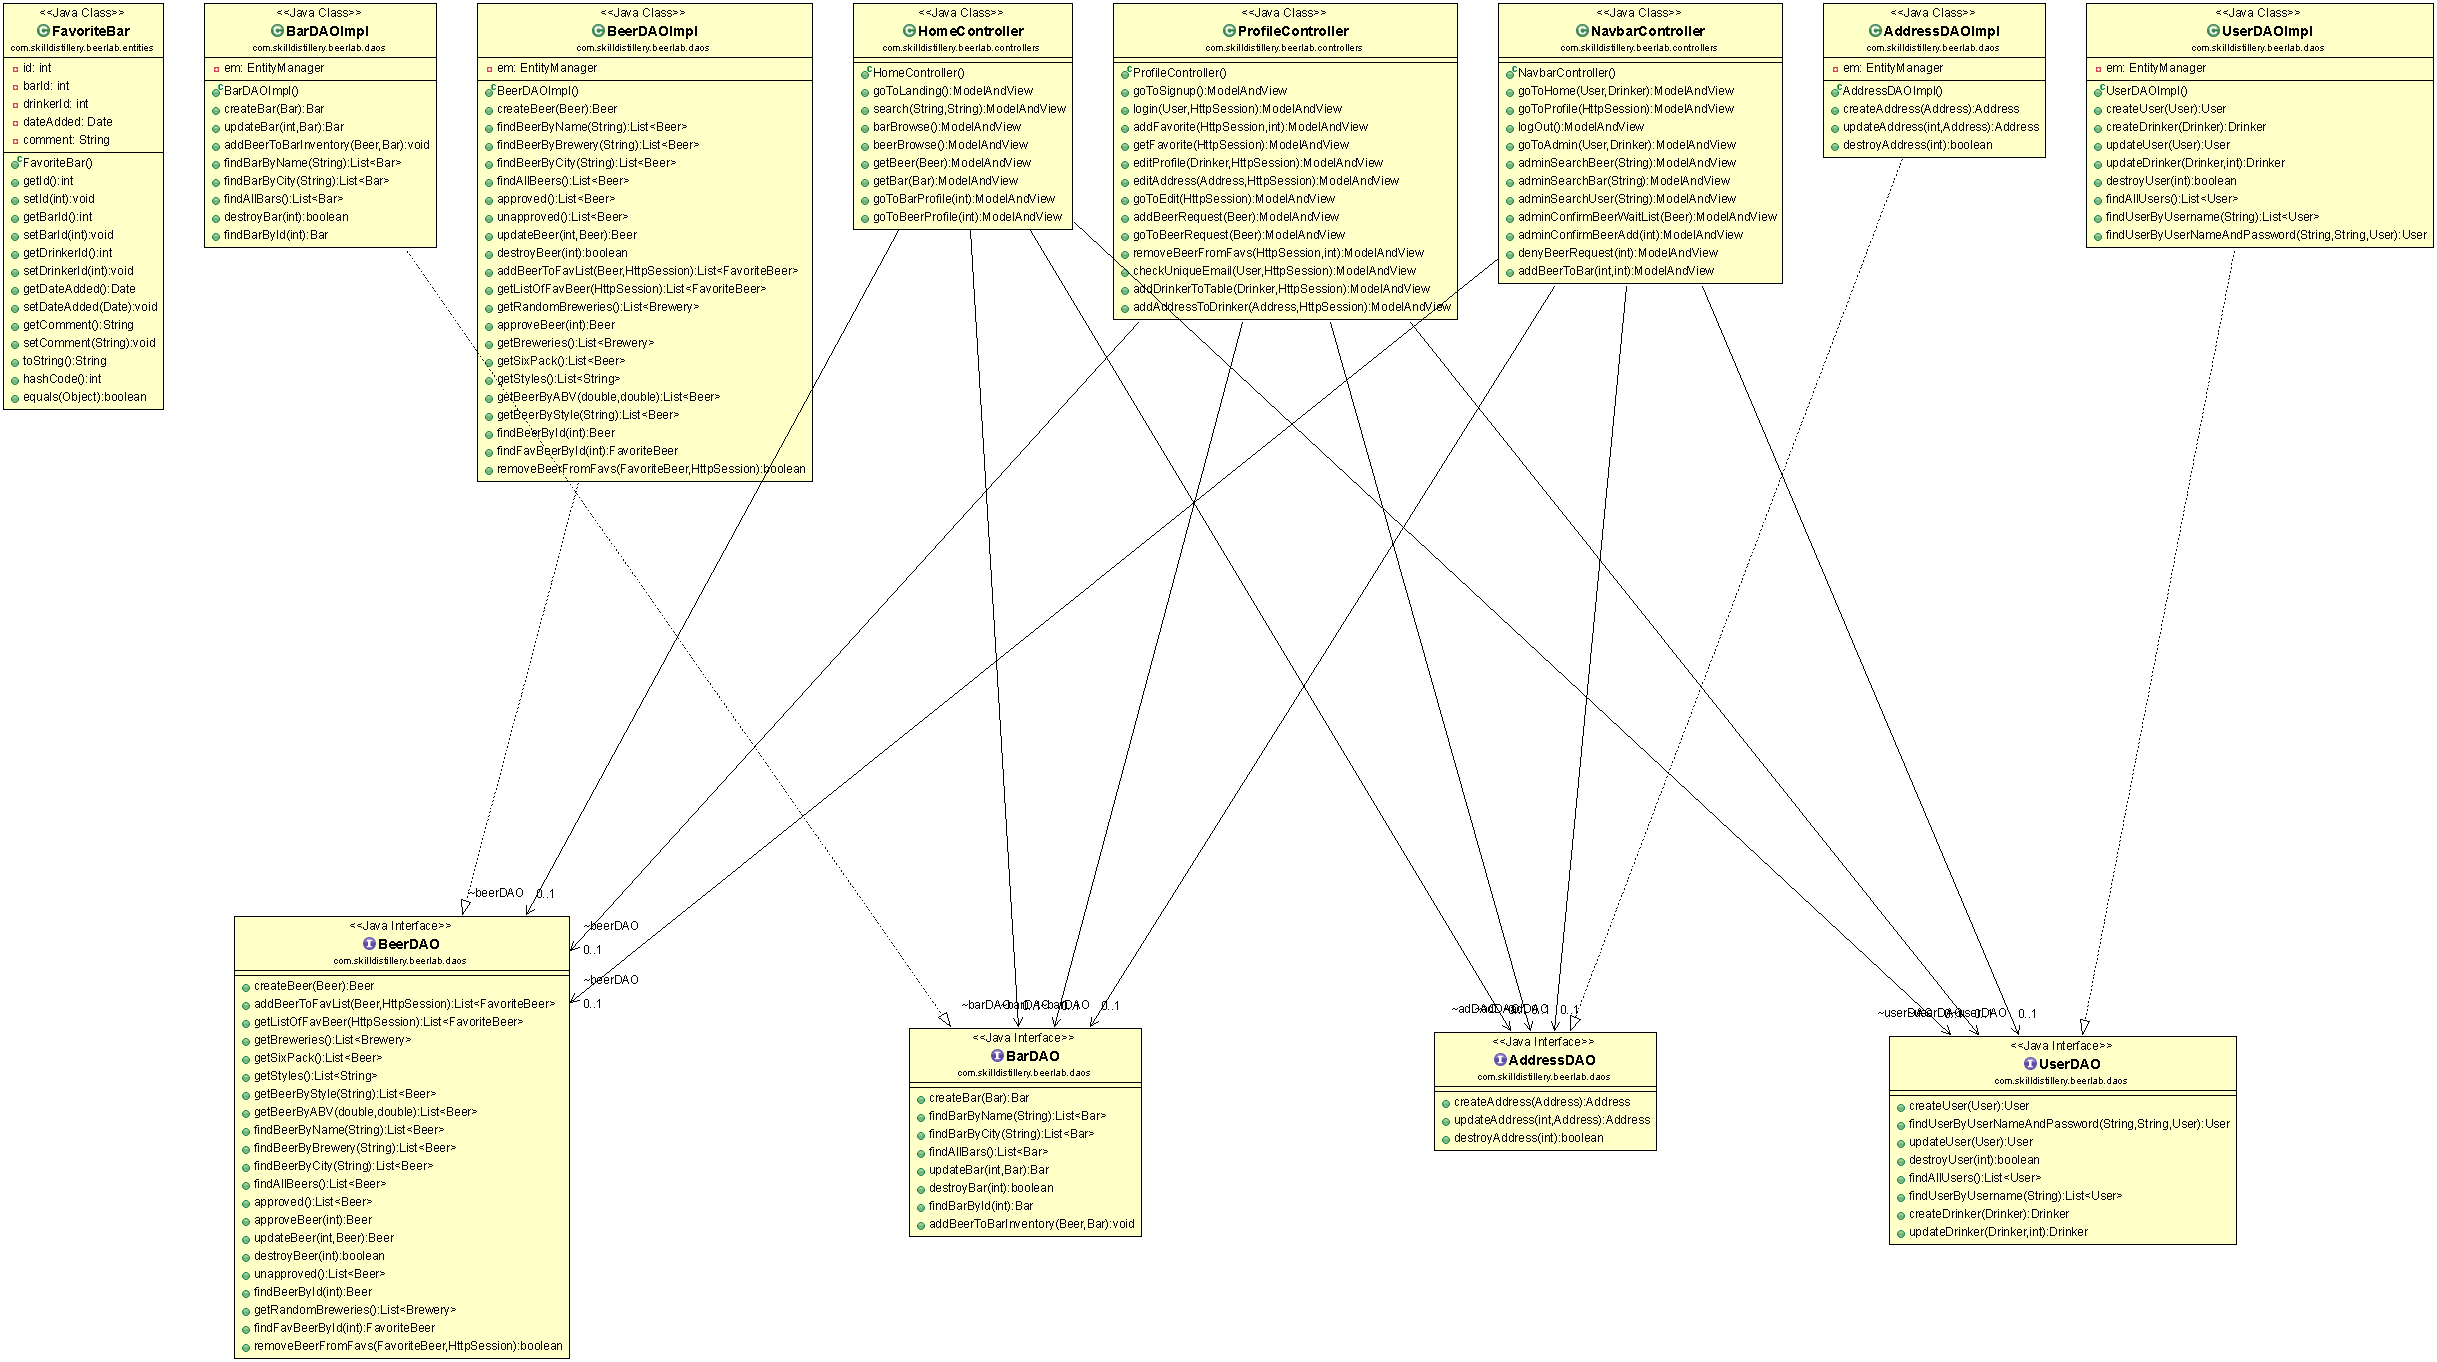 <<Java Class>>
FavoriteBar
com.skilldistillery.beerlab.entities
id: int
barId: int
drinkerId: int
dateAdded: Date
comment: String
FavoriteBar()
getId():int
setId(int):void
getBarId():int
setBarId(int):void
getDrinkerId():int
setDrinkerId(int):void
getDateAdded():Date
setDateAdded(Date):void
getComment():String
setComment(String):void
toString():String
hashCode():int
equals(Object):boolean
<<Java Class>>
BarDAOImpl
com.skilldistillery.beerlab.daos
em: EntityManager
BarDAOImpl()
createBar(Bar):Bar
updateBar(int,Bar):Bar
addBeerToBarInventory(Beer,Bar):void
findBarByName(String):List<Bar>
findBarByCity(String):List<Bar>
findAllBars():List<Bar>
destroyBar(int):boolean
findBarById(int):Bar
<<Java Class>>
BeerDAOImpl
com.skilldistillery.beerlab.daos
em: EntityManager
BeerDAOImpl()
createBeer(Beer):Beer
findBeerByName(String):List<Beer>
findBeerByBrewery(String):List<Beer>
findBeerByCity(String):List<Beer>
findAllBeers():List<Beer>
approved():List<Beer>
unapproved():List<Beer>
updateBeer(int,Beer):Beer
destroyBeer(int):boolean
addBeerToFavList(Beer,HttpSession):List<FavoriteBeer>
getListOfFavBeer(HttpSession):List<FavoriteBeer>
getRandomBreweries():List<Brewery>
approveBeer(int):Beer
getBreweries():List<Brewery>
getSixPack():List<Beer>
getStyles():List<String>
getBeerByABV(double,double):List<Beer>
getBeerByStyle(String):List<Beer>
findBeerById(int):Beer
findFavBeerById(int):FavoriteBeer
removeBeerFromFavs(FavoriteBeer,HttpSession):boolean
<<Java Class>>
HomeController
com.skilldistillery.beerlab.controllers
HomeController()
goToLanding():ModelAndView
search(String,String):ModelAndView
barBrowse():ModelAndView
beerBrowse():ModelAndView
getBeer(Beer):ModelAndView
getBar(Bar):ModelAndView
goToBarProfile(int):ModelAndView
goToBeerProfile(int):ModelAndView
<<Java Class>>
ProfileController
com.skilldistillery.beerlab.controllers
ProfileController()
goToSignup():ModelAndView
login(User,HttpSession):ModelAndView
addFavorite(HttpSession,int):ModelAndView
getFavorite(HttpSession):ModelAndView
editProfile(Drinker,HttpSession):ModelAndView
editAddress(Address,HttpSession):ModelAndView
goToEdit(HttpSession):ModelAndView
addBeerRequest(Beer):ModelAndView
goToBeerRequest(Beer):ModelAndView
removeBeerFromFavs(HttpSession,int):ModelAndView
checkUniqueEmail(User,HttpSession):ModelAndView
addDrinkerToTable(Drinker,HttpSession):ModelAndView
addAddressToDrinker(Address,HttpSession):ModelAndView
<<Java Class>>
NavbarController
com.skilldistillery.beerlab.controllers
NavbarController()
goToHome(User,Drinker):ModelAndView
goToProfile(HttpSession):ModelAndView
logOut():ModelAndView
goToAdmin(User,Drinker):ModelAndView
adminSearchBeer(String):ModelAndView
adminSearchBar(String):ModelAndView
adminSearchUser(String):ModelAndView
adminConfirmBeerWaitList(Beer):ModelAndView
adminConfirmBeerAdd(int):ModelAndView
denyBeerRequest(int):ModelAndView
addBeerToBar(int,int):ModelAndView
<<Java Class>>
AddressDAOImpl
com.skilldistillery.beerlab.daos
em: EntityManager
AddressDAOImpl()
createAddress(Address):Address
updateAddress(int,Address):Address
destroyAddress(int):boolean
<<Java Class>>
UserDAOImpl
com.skilldistillery.beerlab.daos
em: EntityManager
UserDAOImpl()
createUser(User):User
createDrinker(Drinker):Drinker
updateUser(User):User
updateDrinker(Drinker,int):Drinker
destroyUser(int):boolean
findAllUsers():List<User>
findUserByUsername(String):List<User>
findUserByUserNameAndPassword(String,String,User):User
~beerDAO 0..1
~beerDAO
0..1
~beerDAO
0..1
<<Java Interface>>
BeerDAO
com.skilldistillery.beerlab.daos
createBeer(Beer):Beer
addBeerToFavList(Beer,HttpSession):List<FavoriteBeer>
getListOfFavBeer(HttpSession):List<FavoriteBeer>
getBreweries():List<Brewery>
getSixPack():List<Beer>
getStyles():List<String>
getBeerByStyle(String):List<Beer>
getBeerByABV(double,double):List<Beer>
findBeerByName(String):List<Beer>
findBeerByBrewery(String):List<Beer>
findBeerByCity(String):List<Beer>
findAllBeers():List<Beer>
approved():List<Beer>
approveBeer(int):Beer
updateBeer(int,Beer):Beer
destroyBeer(int):boolean
unapproved():List<Beer>
findBeerById(int):Beer
getRandomBreweries():List<Brewery>
findFavBeerById(int):FavoriteBeer
removeBeerFromFavs(FavoriteBeer,HttpSession):boolean
~barDAO 0..1 ~barDAO 0..1 ~barDAO 0..1
<<Java Interface>>
BarDAO
com.skilldistillery.beerlab.daos
createBar(Bar):Bar
findBarByName(String):List<Bar>
findBarByCity(String):List<Bar>
findAllBars():List<Bar>
updateBar(int,Bar):Bar
destroyBar(int):boolean
findBarById(int):Bar
addBeerToBarInventory(Beer,Bar):void
~adDAO ~adDAO 0..1 ~adDAO 0..1 0..1
<<Java Interface>>
AddressDAO
com.skilldistillery.beerlab.daos
createAddress(Address):Address
updateAddress(int,Address):Address
destroyAddress(int):boolean
~userDAO ~userDAO 0..1 ~userDAO 0..1 0..1
<<Java Interface>>
UserDAO
com.skilldistillery.beerlab.daos
createUser(User):User
findUserByUserNameAndPassword(String,String,User):User
updateUser(User):User
destroyUser(int):boolean
findAllUsers():List<User>
findUserByUsername(String):List<User>
createDrinker(Drinker):Drinker
updateDrinker(Drinker,int):Drinker